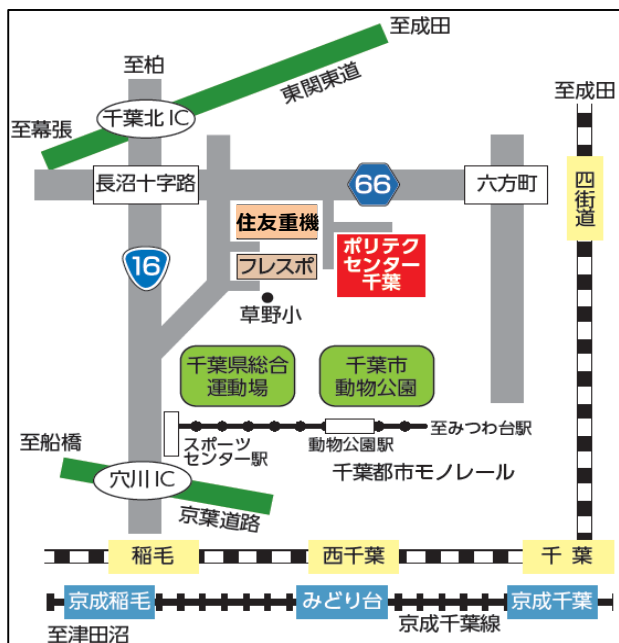 至成田
至柏
東関東道
至成田
千葉北IC
至幕張
長沼十字路
66
六方町
四街道
住友重機
ポリテク
センター
千葉
16
フレスポ
草野小
千葉県総合
運動場
千葉市
動物公園
至みつわ台駅
スポーツ
センター駅
動物公園駅
至船橋
千葉都市モノレール
穴川IC
京葉道路
稲毛
西千葉
千葉
京成稲毛
みどり台
京成千葉
京成千葉線
至津田沼